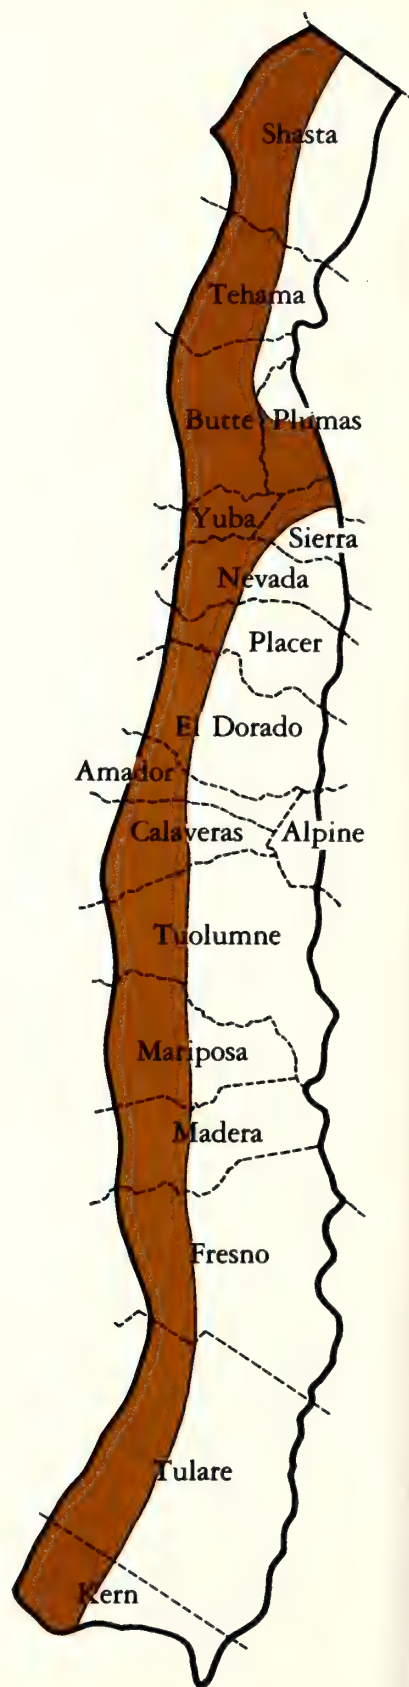 Shasta
Tehama
Butte Plumas
Yuba
Sierra
Nevada
Placer
El Dorado
Amador
Calaveras Alpine
Tuolumne
Mariposa
Madera
Fresno
Tulare
Kern